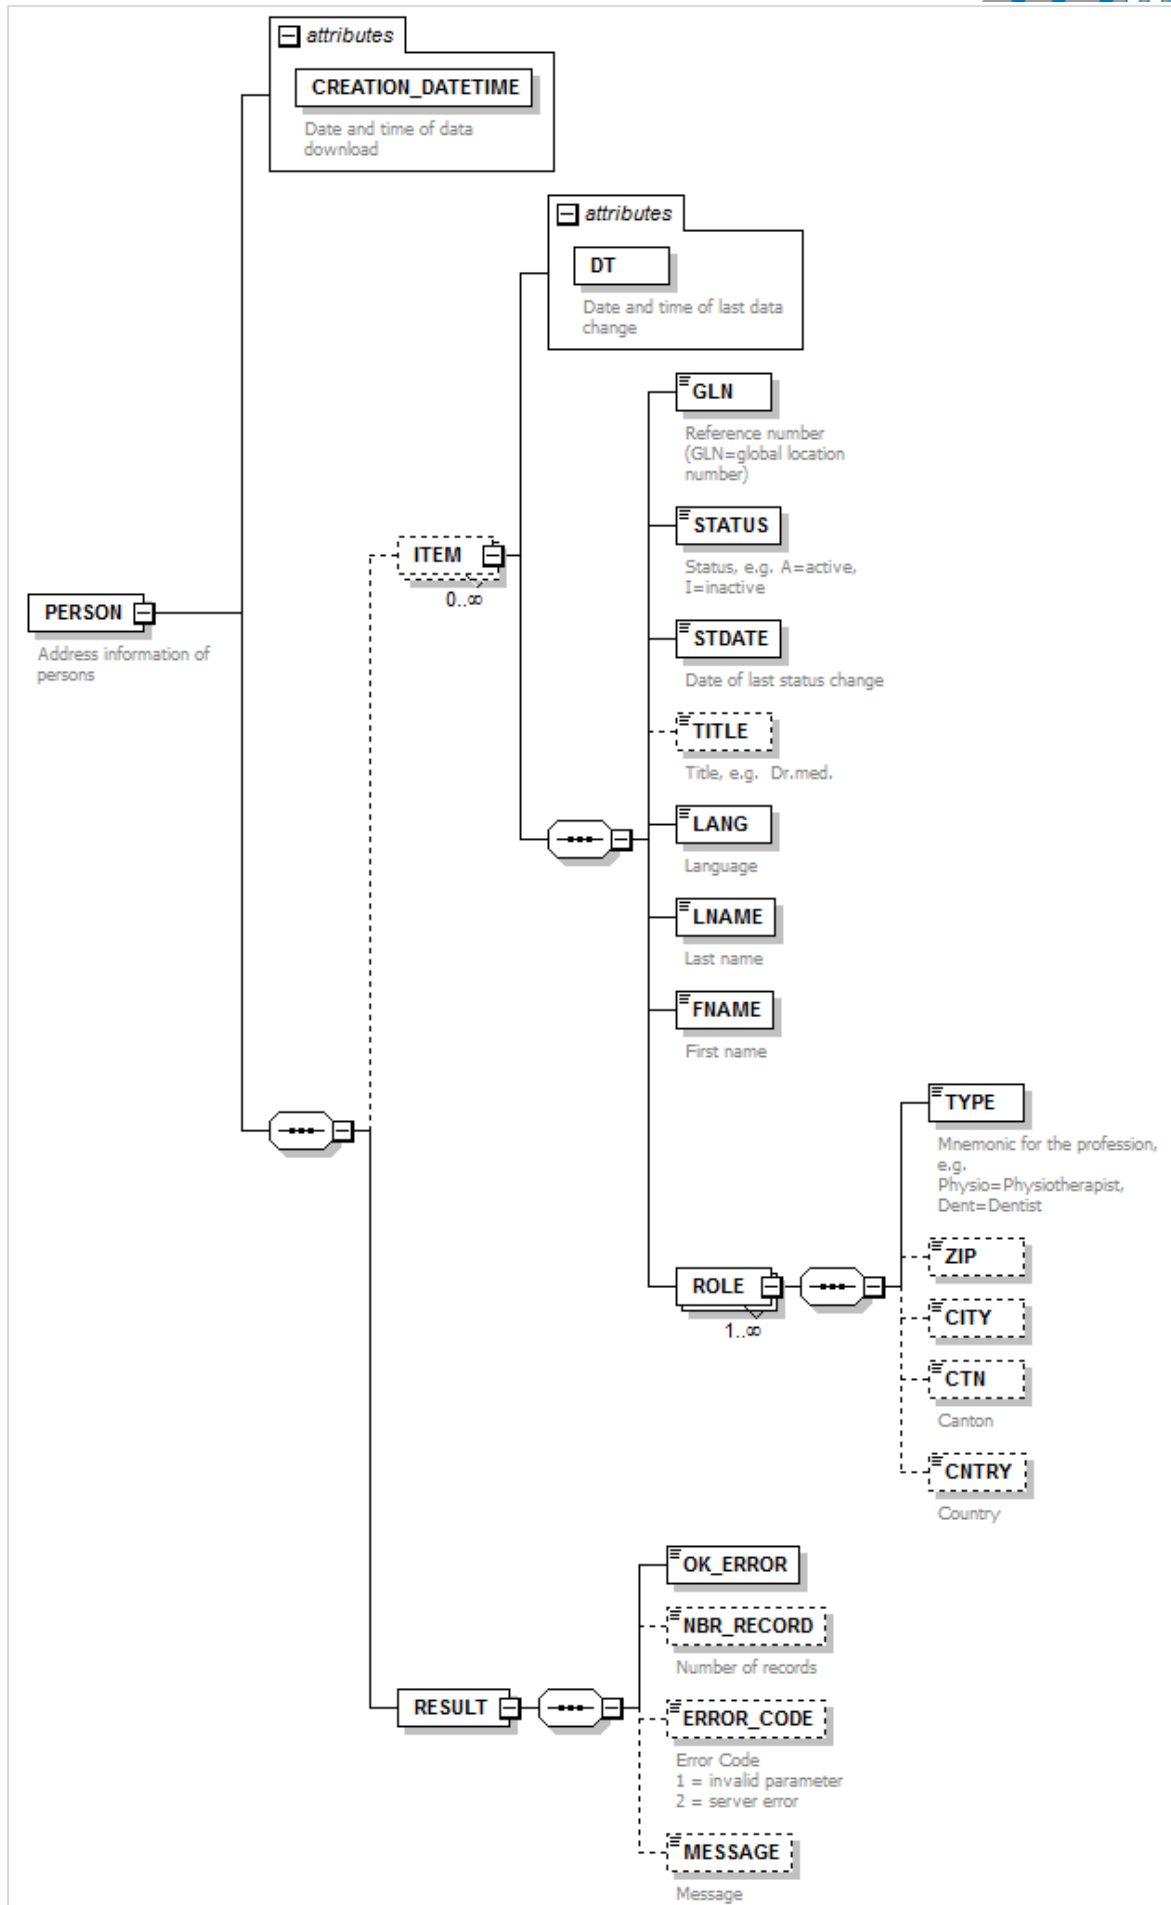 attributes
CREATION_DATETIME
Date and time of data
download
attributes
DT
Date and time of last data
change
GLN
Reference number
(GLN=global location
number)
STATUS
Status, e.g. A=active,
I=inactive
ITEM
0..∞
PERSON
Address information of
persons
STDATE
Date of last status change
TITLE
Title, e.g. Dr.med.
LANG
Language
LNAME
Last name
FNAME
First name
TYPE
Mnemonic for the profession,
e.g.
Physio=Physiotherapist,
Dent=Dentist
ZIP
ROLE
1..∞
CITY
CTN
Canton
CNTRY
Country
OK_ERROR
NBR_RECORD
Number of records
RESULT
ERROR_CODE
Error Code
1 = invalid parameter
2 = server error
MESSAGE
Message